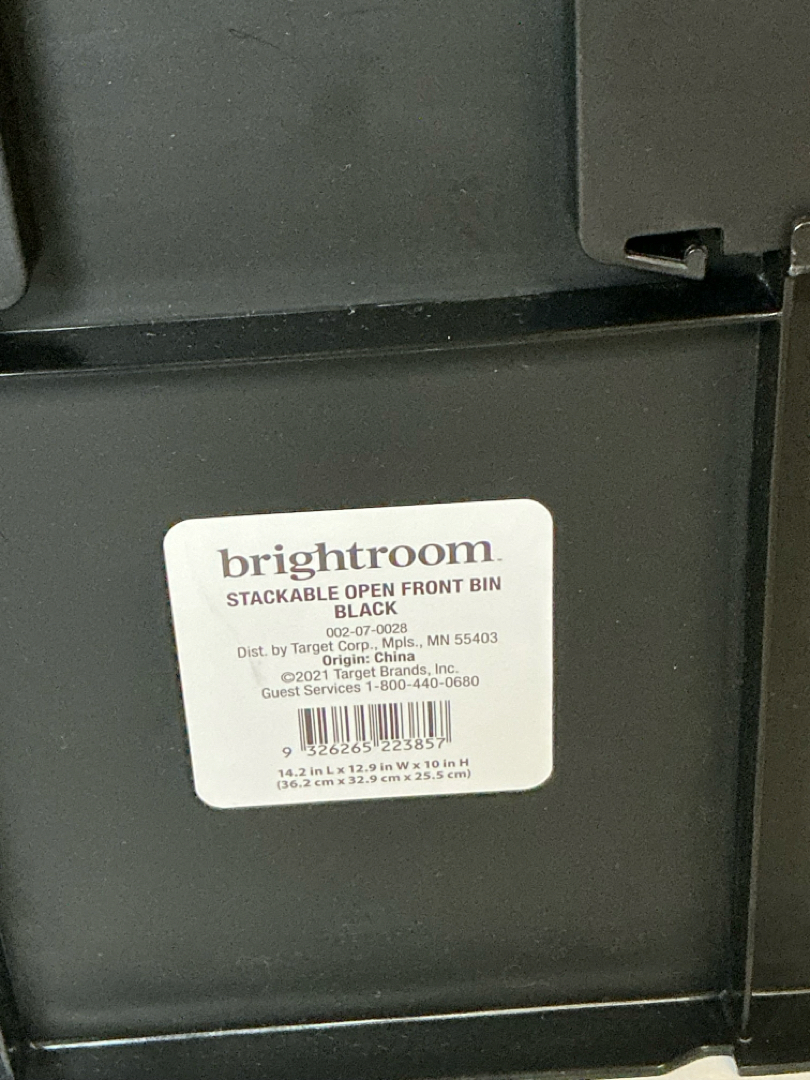 brightroom™
STACKABLE OPEN FRONT BIN
BLACK
002-07-0028
Dist. by Target Corp., Mpls., MN 55403
Origin: China
©2021 Target Brands, Inc.
Guest Services 1-800-440-0680
9 326265 223857
14.2 in L x 12.9 in W x 10 in H
(36.2 cm x 32.9 cm x 25.5 cm)